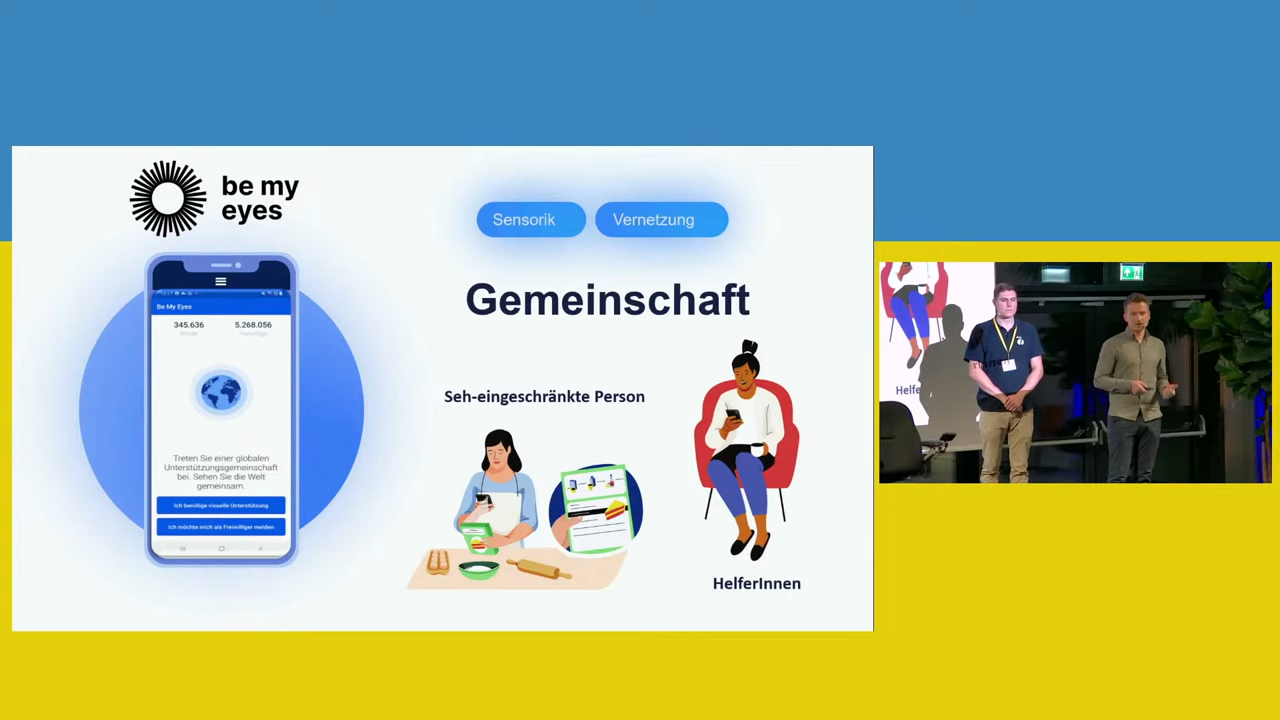 be my
eyes
Sensorik
Vernetzung
Gemeinschaft
Be My Eyes
345.636
5.268.056
Treten Sie einer globalen
Unterstützungsgemeinschaft
bei. Sehen Sie die Welt
gemeinsam.
Ich benötige visuelle Unterstützung
Ich möchte mich als Freiwilliger melden
Seh-eingeschränkte Person
HelferInnen
Helfe